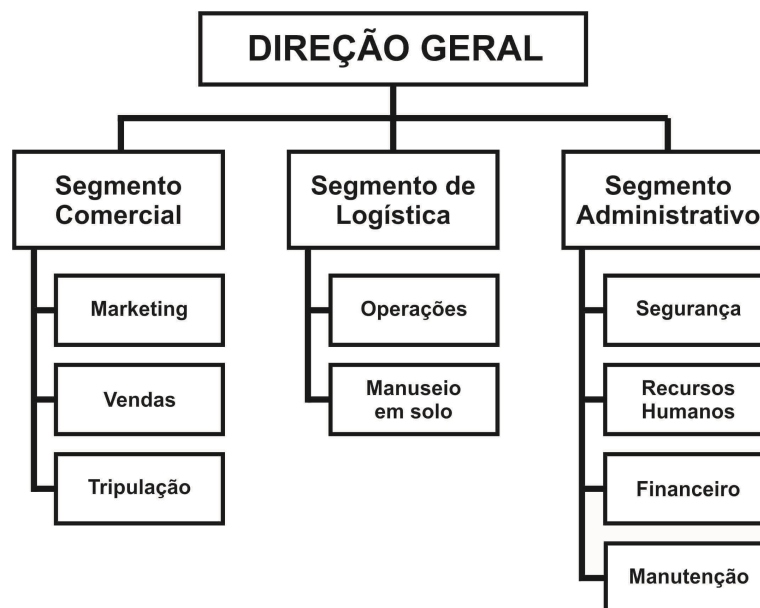 DIREÇÃO GERAL
Segmento
Comercial
Marketing
Vendas
Tripulação
Segmento de
Logística
Operações
Manuseio
em solo
Segmento
Administrativo
Segurança
Recursos
Humanos
Financeiro
Manutenção